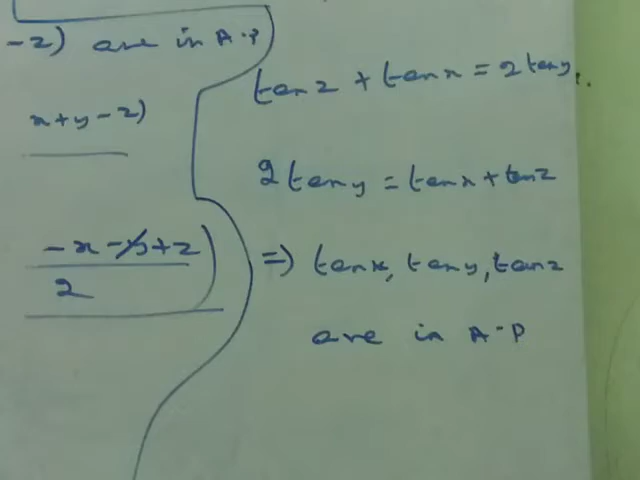 -z) are in A.P
x+y-z)
-x-y+z)
2
tan z + tan x = 2 tan y.
2 tan y = tan x + tan z
=> tan x, tan y, tan z
are in A.P